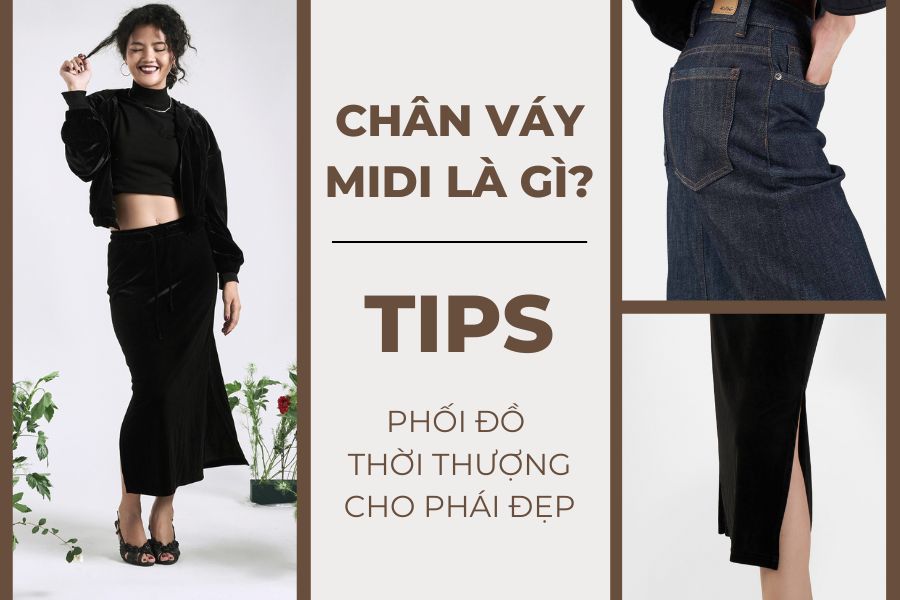 CHÂN VÁY
MIDI LÀ GÌ?
TIPS
PHỐI ĐỒ
THỜI THƯỢNG
CHO PHÁI ĐẸP